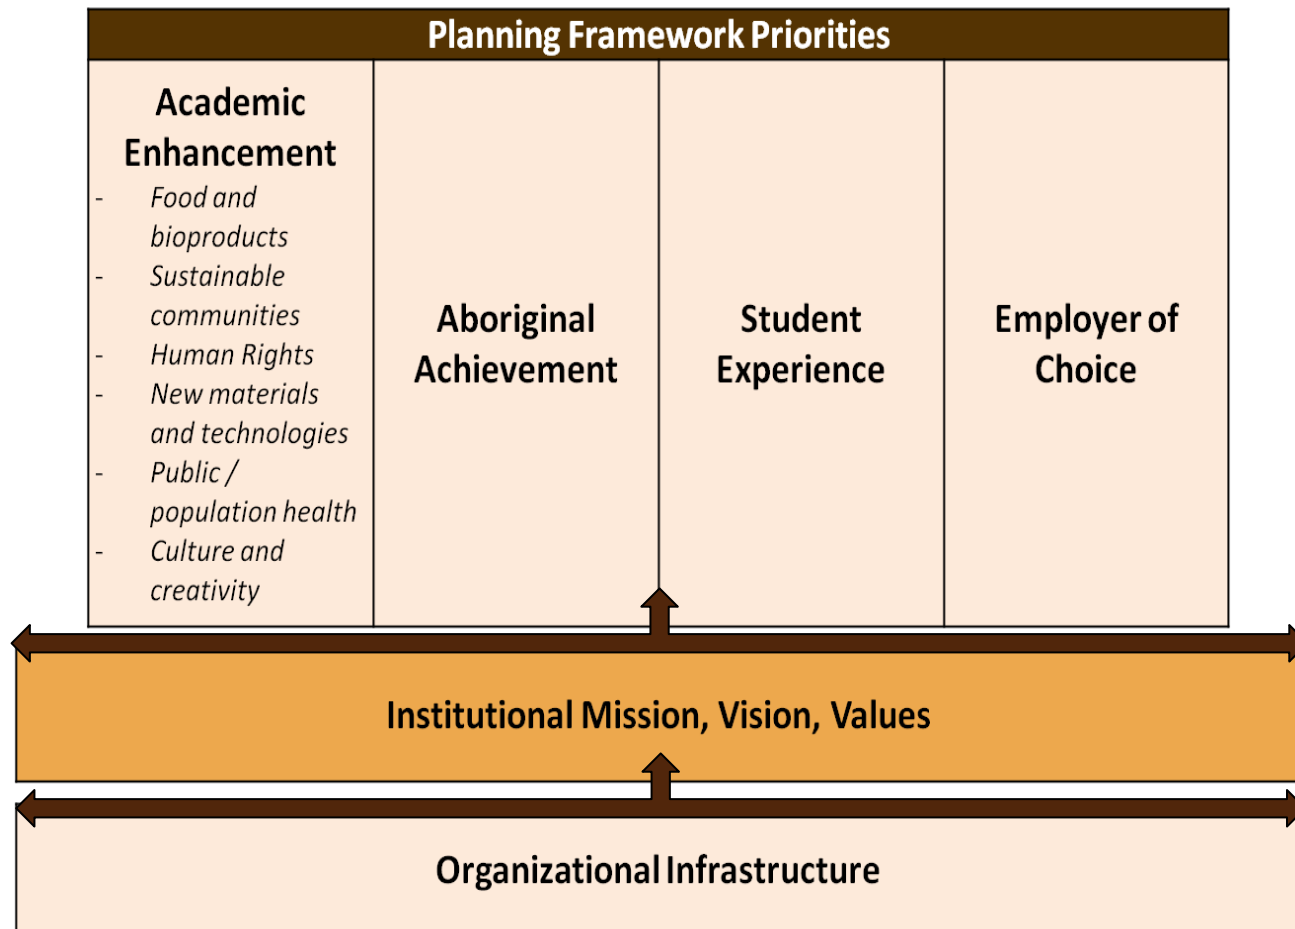 Planning Framework Priorities
Academic
Enhancement
- Food and
bioproducts
- Sustainable
communities
- Human Rights
- New materials
and technologies
- Public /
population health
- Culture and
creativity
Aboriginal
Achievement
Student
Experience
Employer of
Choice
Institutional Mission, Vision, Values
Organizational Infrastructure